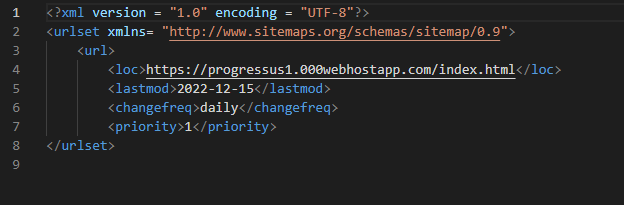 1 <?xml version = "1.0" encoding = "UTF-8"?>
2 <urlset xmlns= "http://www.sitemaps.org/schemas/sitemap/0.9">
3     <url>
4         <loc>https://progressus1.000webhostapp.com/index.html</loc>
5         <lastmod>2022-12-15</lastmod>
6         <changefreq>daily</changefreq>
7         <priority>1</priority>
8 </urlset>
9